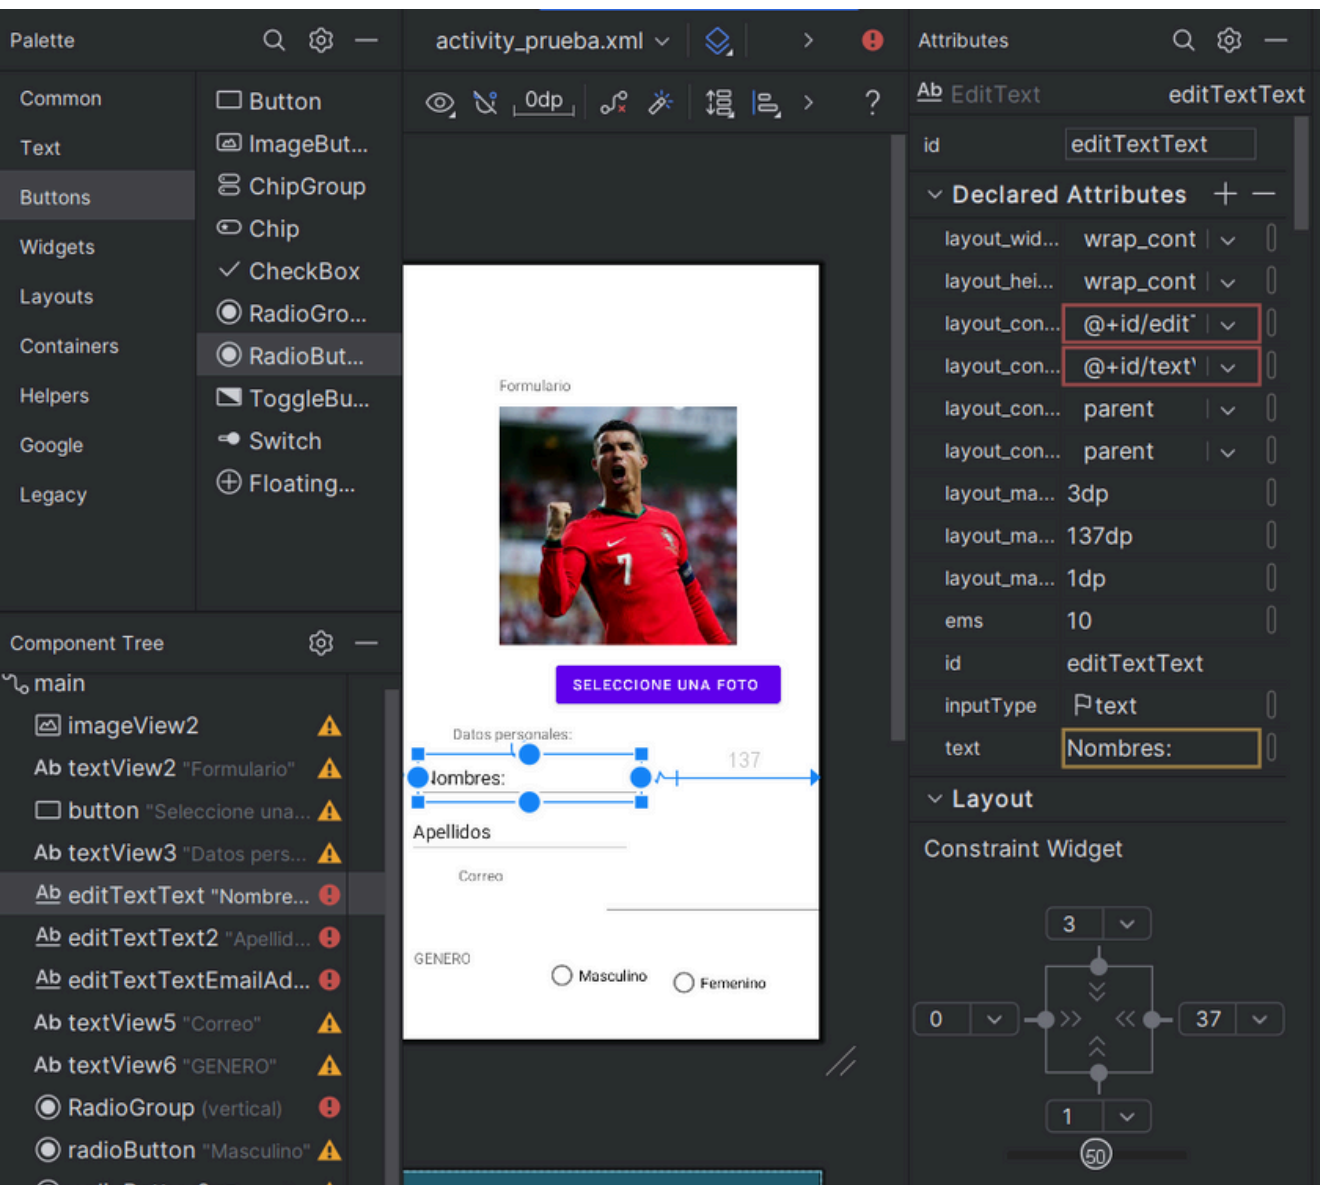 Palette
Common
Text
Buttons
Widgets
Layouts
Containers
Helpers
Google
Legacy
Button
ImageBut...
ChipGroup
Chip
CheckBox
RadioGro...
RadioBut...
ToggleBu...
Switch
Floating...
Component Tree
main
imageView2
Ab textView2 "Formulario"
button "Seleccione una...
Ab textView3 "Datos pers...
Ab editTextText "Nombre...
Ab editTextText2 "Apellid...
Ab editTextTextEmailAd...
Ab textView5 "Correo"
Ab textView6 "GENERO"
RadioGroup (vertical)
radioButton "Masculino"
activity_prueba.xml
0dp
?
Formulario
7
SELECCIONE UNA FOTO
Datos personales:
Nombres:
137
Apellidos
Correo
GENERO
Masculino
Femenino
Attributes
Ab EditText editTextText
id editTextText
Declared Attributes
layout_wid... wrap_cont
layout_hei... wrap_cont
layout_con... @+id/edit
layout_con... @+id/text
layout_con... parent
layout_con... parent
layout_ma... 3dp
layout_ma... 137dp
layout_ma... 1dp
ems 10
id editTextText
inputType text
text Nombres:
Layout
Constraint Widget
3
0
37
1
50